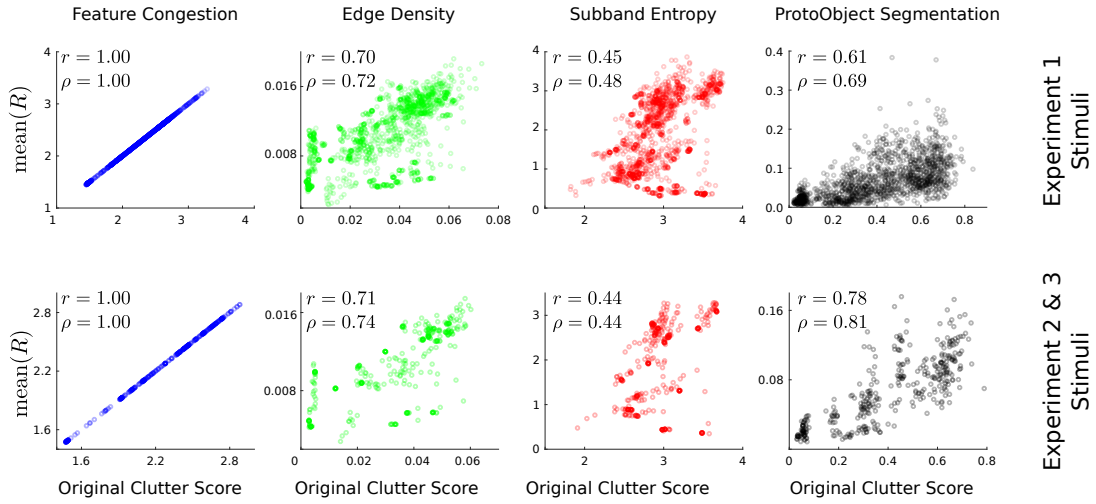 Feature Congestion
Edge Density
Subband Entropy
ProtoObject Segmentation
r = 1.00
ρ = 1.00
r = 0.70
ρ = 0.72
r = 0.45
ρ = 0.48
r = 0.61
ρ = 0.69
mean(R)
4
3
2
1
1
2
3
4
0.016
0.008
0
0
0.02
0.04
0.06
0.08
4
3
2
1
0
2
3
4
0.4
0.3
0.2
0.1
0.0
0
0.2
0.4
0.6
0.8
Experiment 1
Stimuli
r = 1.00
ρ = 1.00
r = 0.71
ρ = 0.74
r = 0.44
ρ = 0.44
r = 0.78
ρ = 0.81
mean(R)
2.8
2.2
1.6
1.6
2.2
2.8
0.016
0.008
0
0.02
0.04
0.06
3
2
1
0
2
3
4
0.16
0.08
0
0.2
0.4
0.6
0.8
Experiment 2 & 3
Stimuli
Original Clutter Score
Original Clutter Score
Original Clutter Score
Original Clutter Score